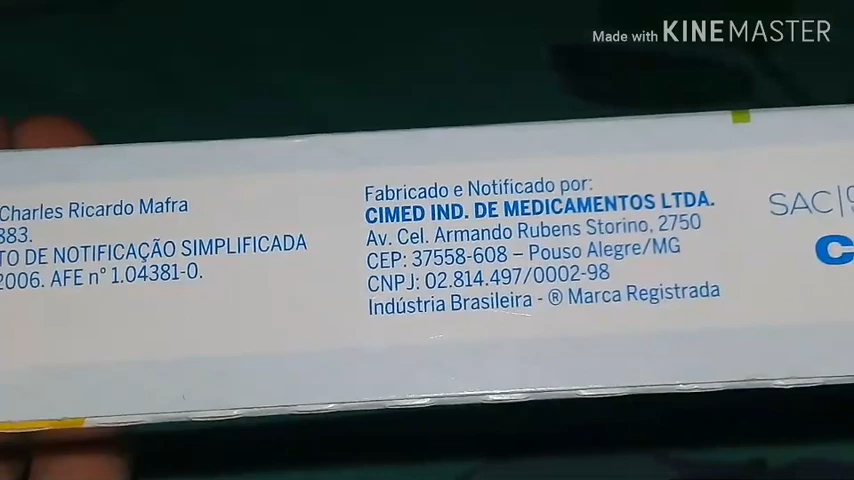 Made with KINEMASTER
Charles Ricardo Mafra
883.
TO DE NOTIFICAÇÃO SIMPLIFICADA
2006. AFE nº 1.04381-0.
Fabricado e Notificado por:
CIMED IND. DE MEDICAMENTOS LTDA.
Av. Cel. Armando Rubens Storino, 2750
CEP: 37558-608 – Pouso Alegre/MG
CNPJ: 02.814.497/0002-98
Indústria Brasileira - ® Marca Registrada
SAC